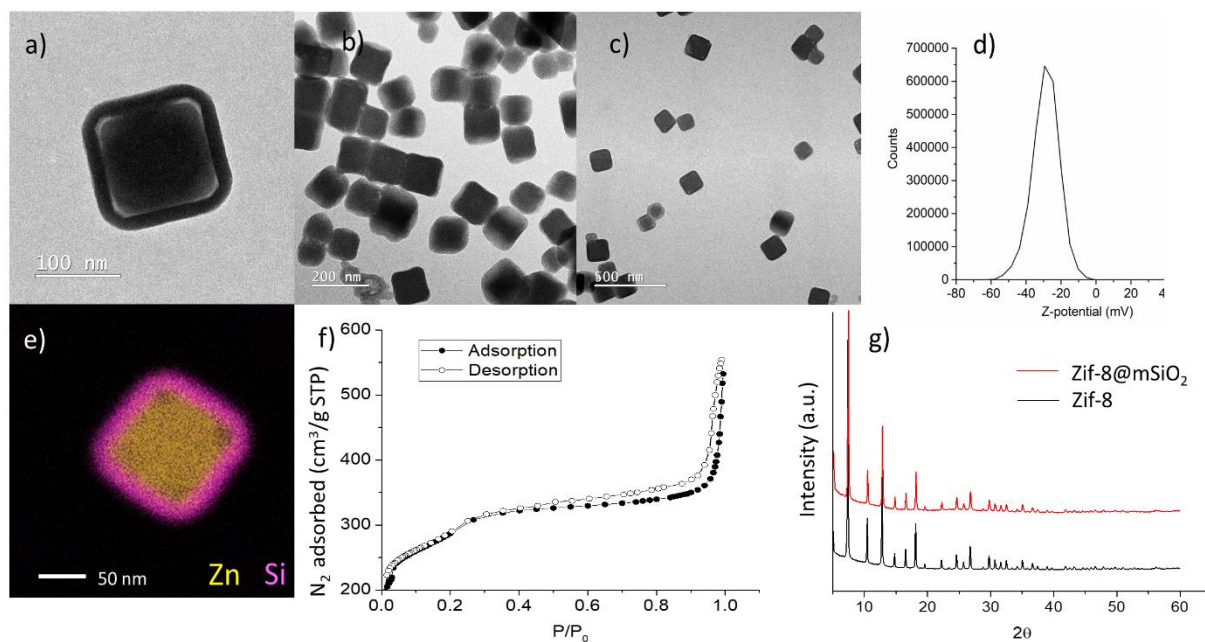 a)
100 nm
b)
200 nm
c)
500 nm
d)
700000
600000
500000
400000
300000
200000
100000
0
Counts
-80 -60 -40 -20 0 20 4
Z-potential (mV)
e)
50 nm
Zn Si
f)
600
500
400
300
200
N₂ adsorbed (cm³/g STP)
Adsorption
Desorption
0.0 0.2 0.4 0.6 0.8 1.0
P/P₀
g)
Intensity (a.u.)
Zif-8@mSiO₂
Zif-8
10 20 30 40 50 60
2θ